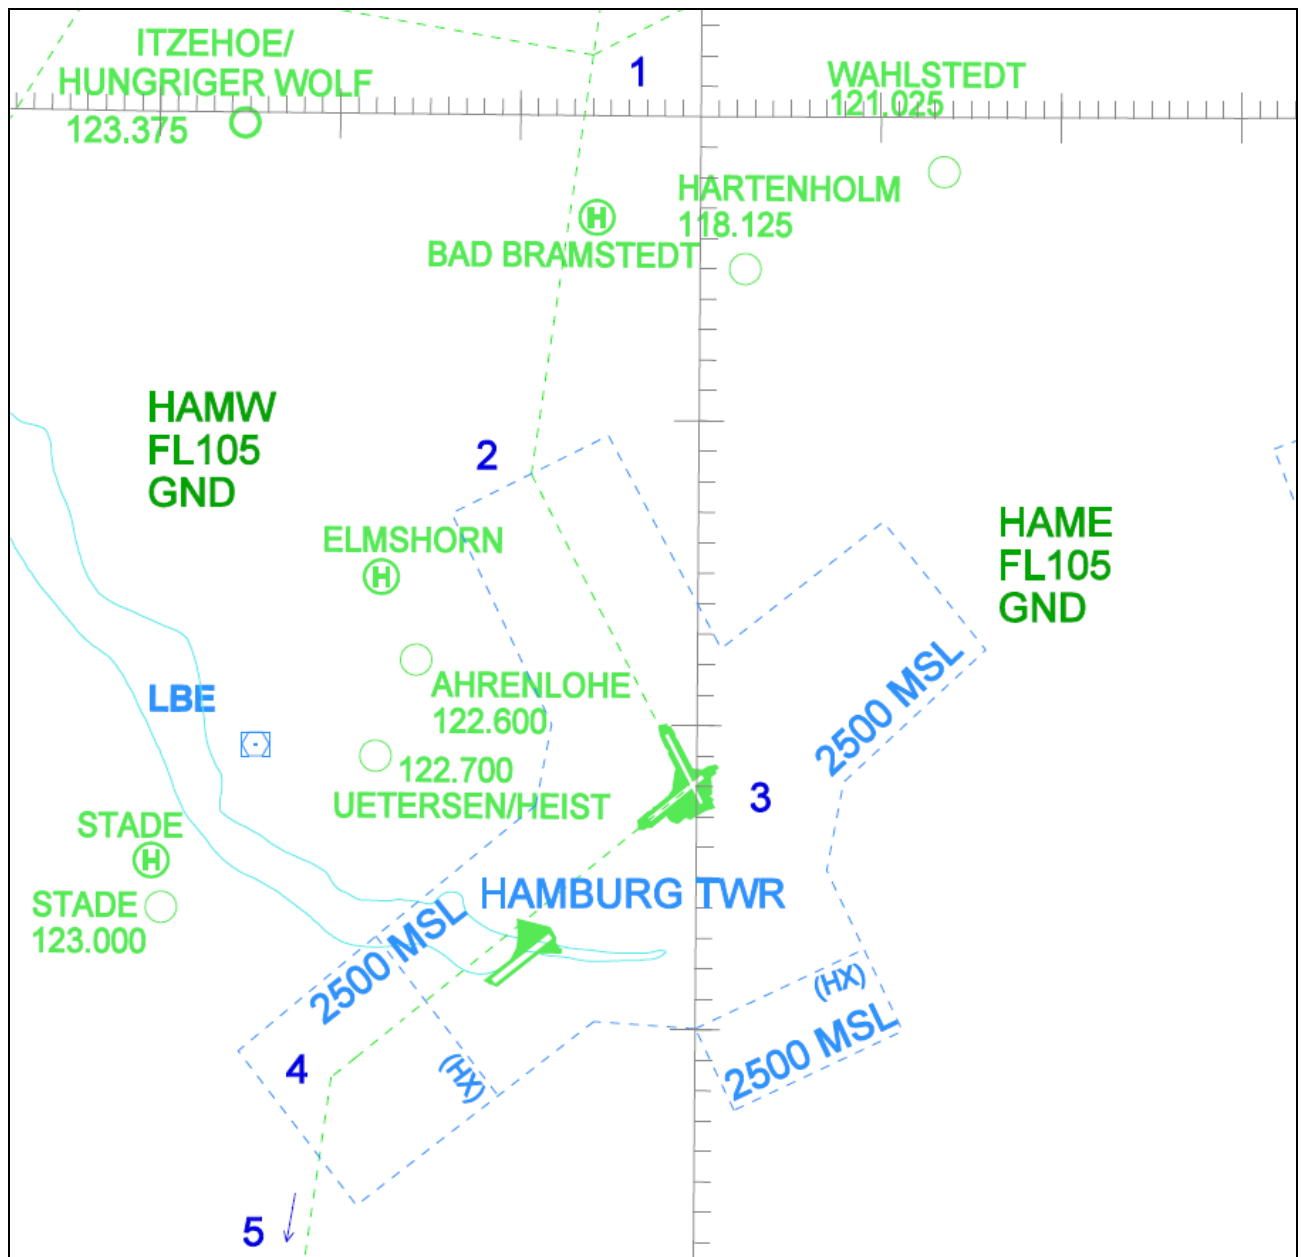 ITZEHOE/
HUNGRIGER WOLF
123.375
1
WAHLSTEDT
121.025
HARTENHOLM
118.125
H
BAD BRAMSTEDT
HAMW
FL105
GND
2
HAME
FL105
GND
ELMSHORN
H
AHRENLOHE
122.600
LBE
122.700
UETERSEN/HEIST
2500 MSL
3
STADE
H
STADE
123.000
HAMBURG TWR
2500 MSL
(HX)
2500 MSL
4
(HX)
5